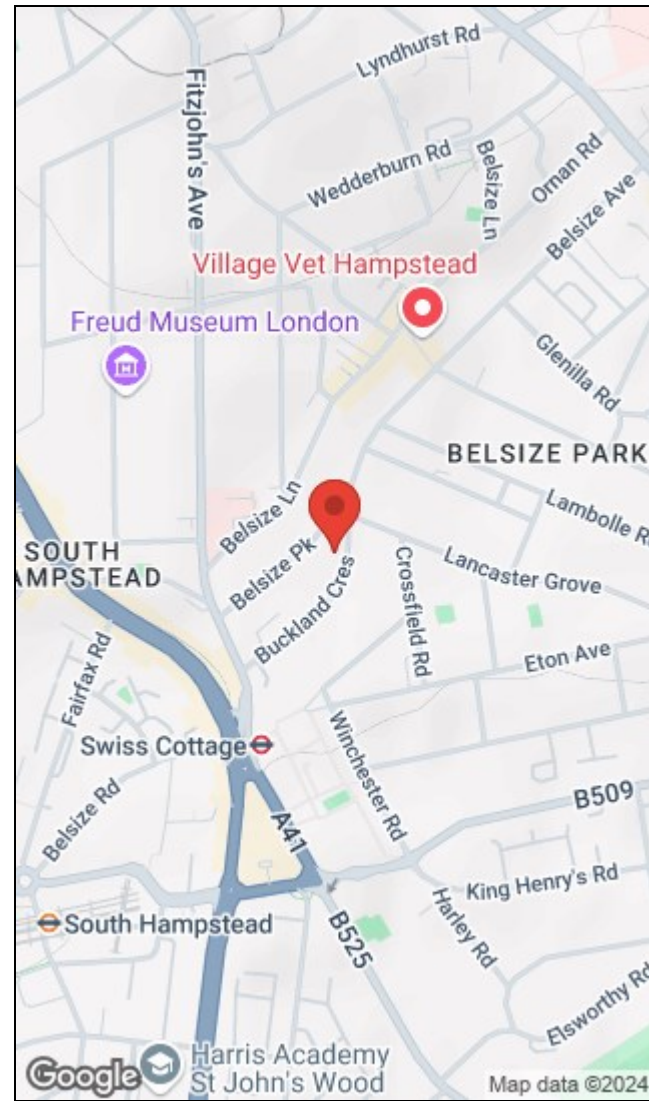 Lyndhurst Rd
Fitzjohn's Ave
Wedderburn Rd
Belsize Ln
Ornan Rd
Belsize Ave
Village Vet Hampstead
Freud Museum London
Glenilla Rd
BELSIZE PARK
Belsize Ln
Lambolle R
SOUTH
AMPSTEAD
Belsize Pk
Lancaster Grove
Buckland Cres
Crossfield Rd
Eton Ave
Fairfax Rd
Swiss Cottage
Winchester Rd
Belsize Rd
B509
A41
King Henry's Rd
South Hampstead
Harley Rd
B525
Elsworthy Rd
Harris Academy
St John's Wood
Google
Map data ©2024